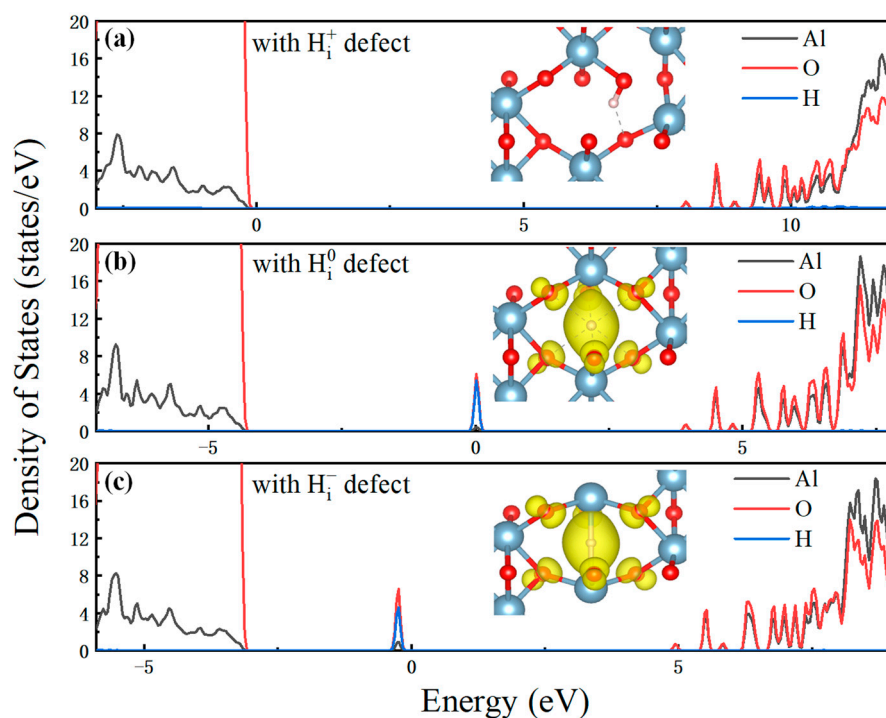 Density of States (states/eV)
20
16
12
8
4
0
(a)
with H_i^+ defect
Al
O
H
0
5
10
20
16
12
8
4
0
(b)
with H_i^0 defect
Al
O
H
−5
0
5
20
16
12
8
4
0
(c)
with H_i^− defect
Al
O
H
−5
0
5
Energy (eV)